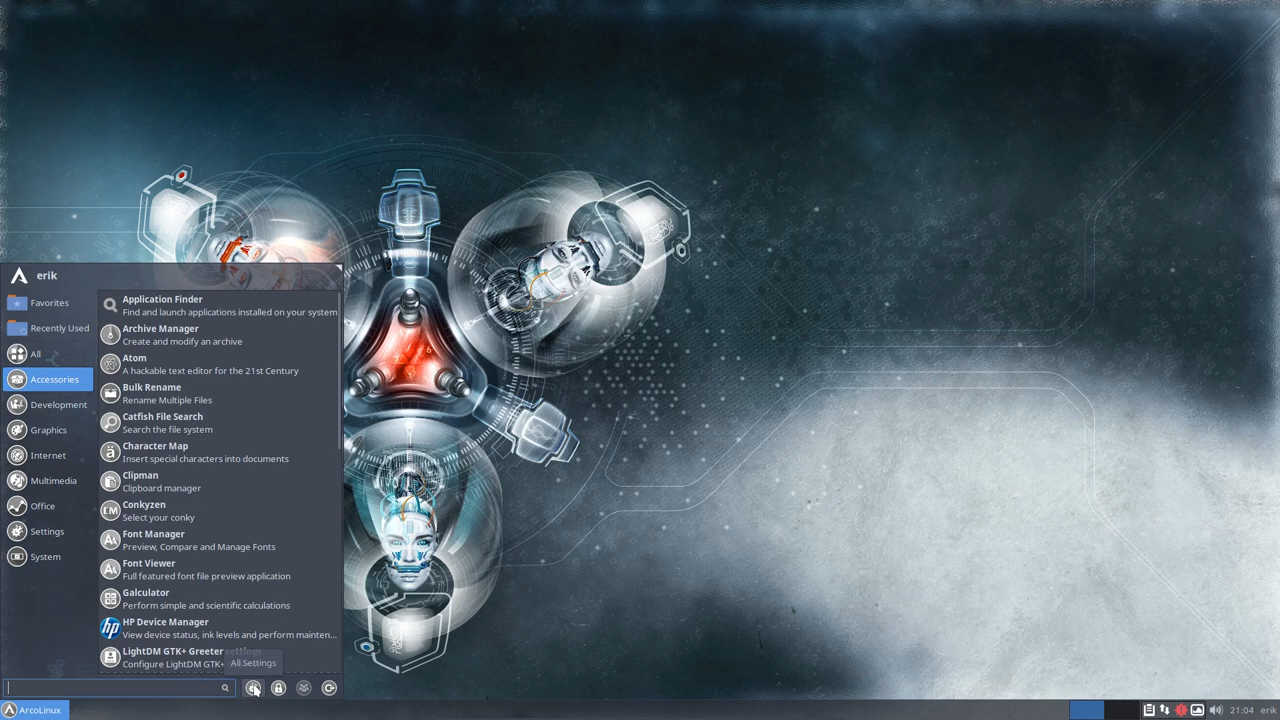 erik
Favorites
Recently Used
All
Accessories
Development
Graphics
Internet
Multimedia
Office
Settings
System
Application Finder
Find and launch applications installed on your system
Archive Manager
Create and modify an archive
Atom
A hackable text editor for the 21st Century
Bulk Rename
Rename Multiple Files
Catfish File Search
Search the file system
Character Map
Insert special characters into documents
Clipman
Clipboard manager
Conkyzen
Select your conky
Font Manager
Preview, Compare and Manage Fonts
Font Viewer
Full featured font file preview application
Galculator
Perform simple and scientific calculations
HP Device Manager
View device status, ink levels and perform mainten...
LightDM GTK+ Greeter settings
Configure LightDM GTK+
All Settings
ArcoLinux
21:04 erik